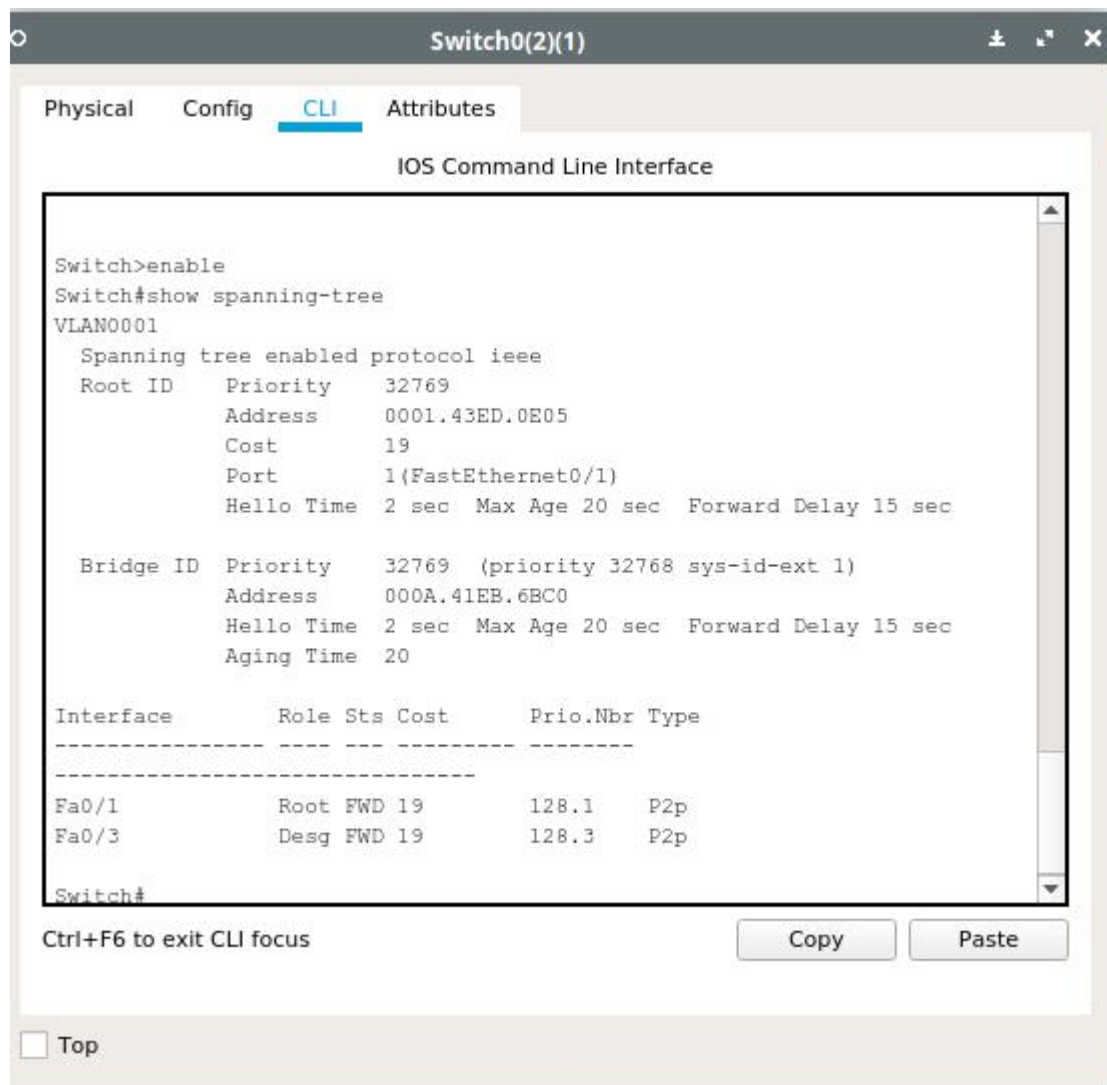 Switch0(2)(1)
Physical Config CLI Attributes
IOS Command Line Interface
Switch>enable
Switch#show spanning-tree
VLAN0001
  Spanning tree enabled protocol ieee
  Root ID    Priority    32769
             Address     0001.43ED.0E05
             Cost        19
             Port        1(FastEthernet0/1)
             Hello Time  2 sec  Max Age 20 sec  Forward Delay 15 sec

  Bridge ID  Priority    32769  (priority 32768 sys-id-ext 1)
             Address     000A.41EB.6BC0
             Hello Time  2 sec  Max Age 20 sec  Forward Delay 15 sec
             Aging Time  20

Interface        Role Sts Cost      Prio.Nbr Type
---------------- ---- --- --------- --------
--------------------------------
Fa0/1            Root FWD 19        128.1    P2p
Fa0/3            Desg FWD 19        128.3    P2p

Switch#
Ctrl+F6 to exit CLI focus
Copy Paste
Top